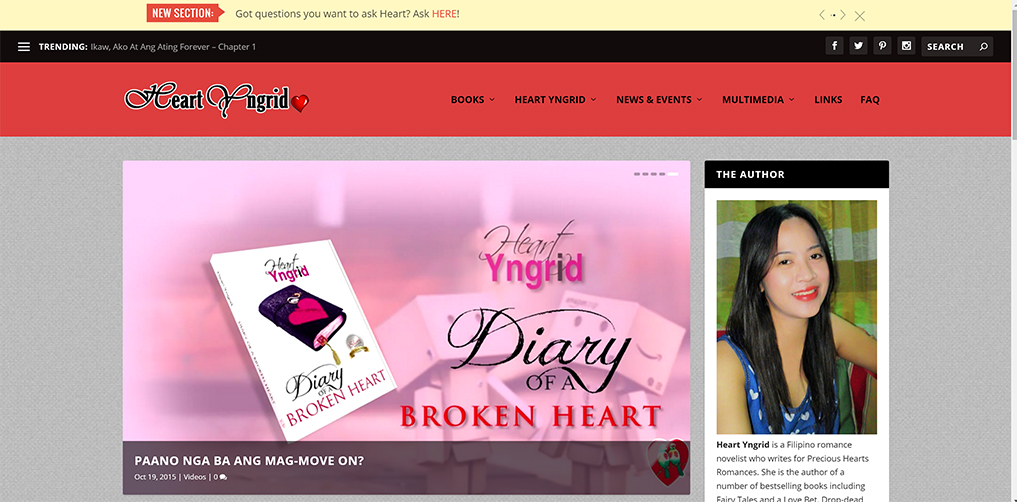 NEW SECTION: Got questions you want to ask Heart? Ask HERE!
TRENDING: Ikaw, Ako At Ang Ating Forever – Chapter 1
SEARCH
Heart Yngrid
BOOKS
HEART YNGRID
NEWS & EVENTS
MULTIMEDIA
LINKS
FAQ
Heart
Yngrid
Diary
OF A
BROKEN HEART
Heart
Yngrid
Diary
OF A
BROKEN HEART
PAANO NGA BA ANG MAG-MOVE ON?
Oct 19, 2015 | Videos | 0
THE AUTHOR
Heart Yngrid is a Filipino romance
novelist who writes for Precious Hearts
Romances. She is the author of a
number of bestselling books including
Fairy Tales and a Love Bet, Drop-dead